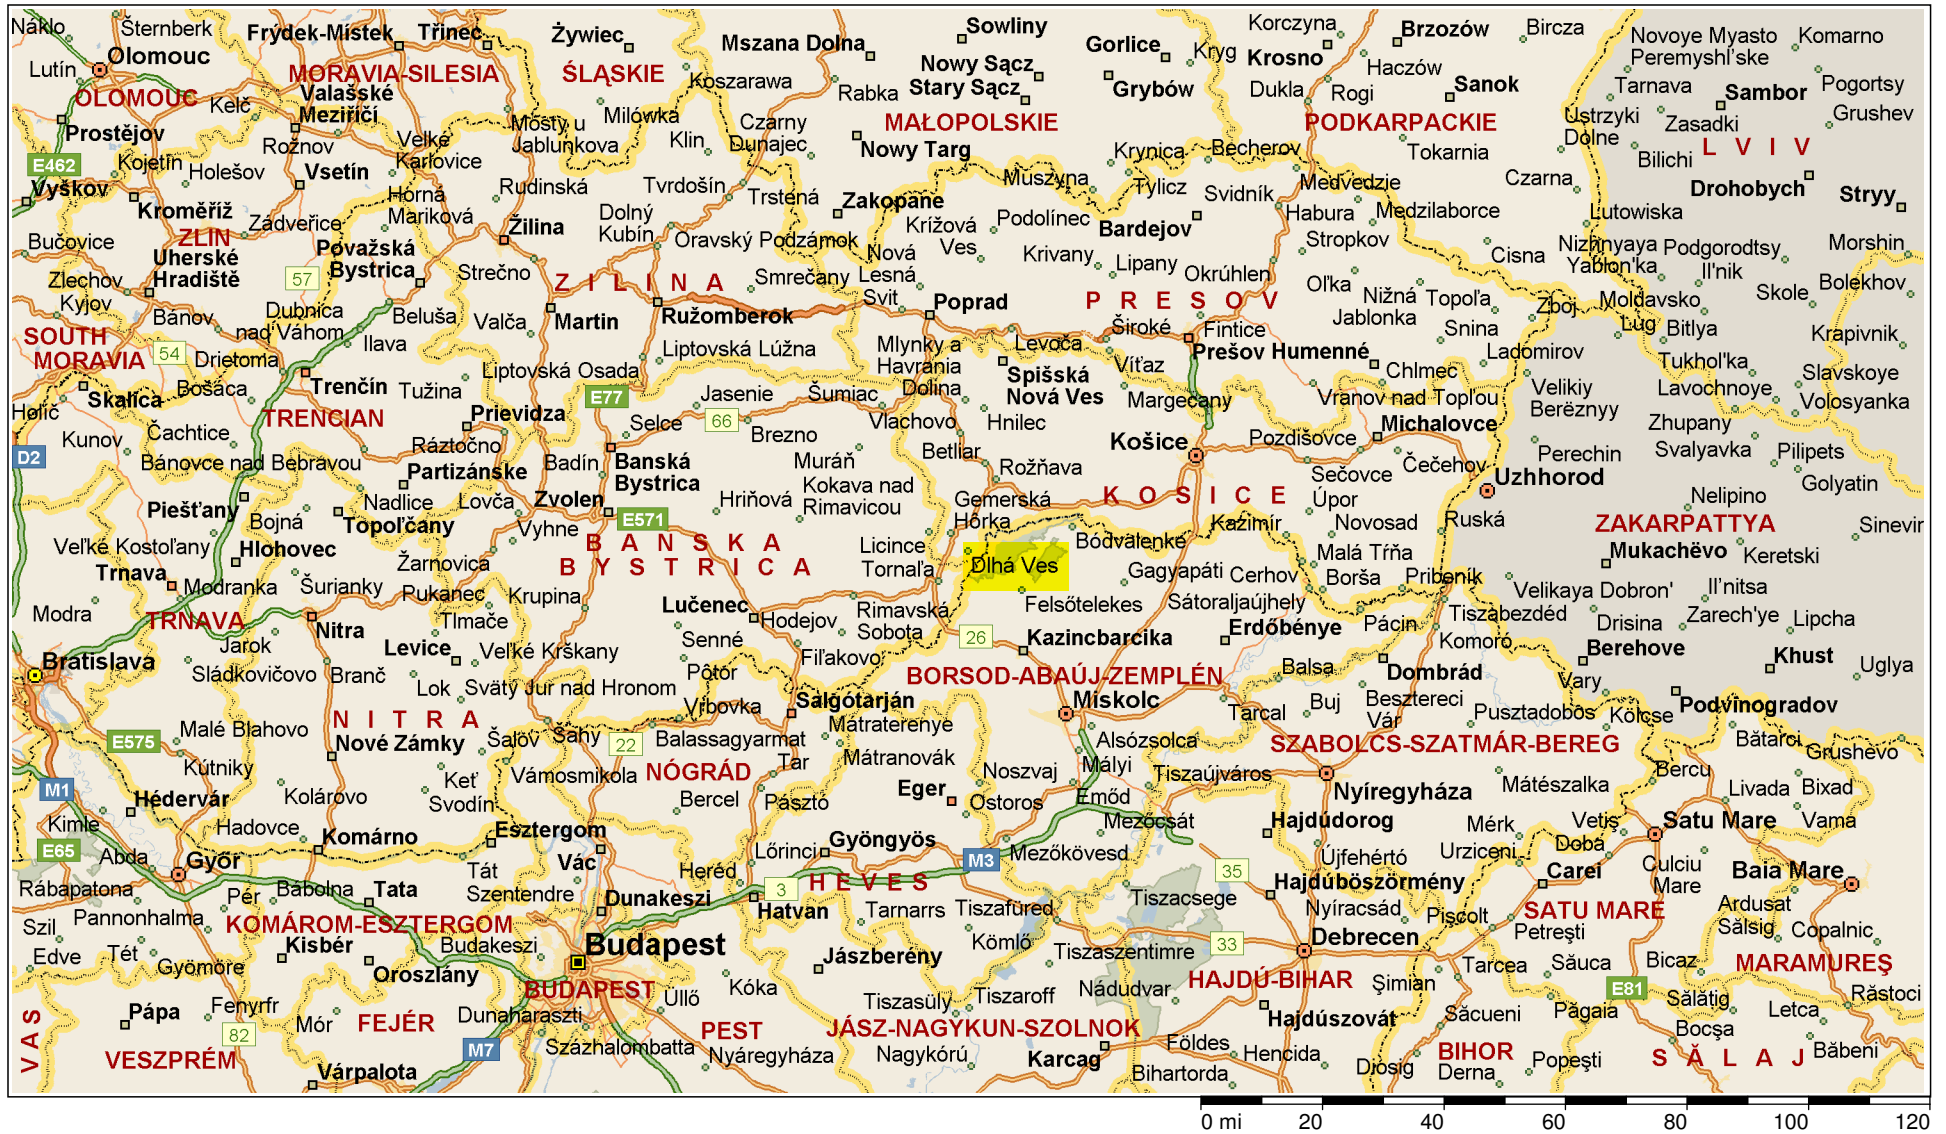 Náklo
Šternberk
Frýdek-Místek
Třinec
Żywiec
Mszana Dolna
Sowliny
Korczyna
Brzozów
Bircza
Novoye Myasto
Peremyshl'ske
Komarno
Olomouc
Lutín
MORAVIA-SILESIA
ŚLĄSKIE
Koszarawa
Nowy Sącz
Stary Sącz
Gorlice
Kryg
Krosno
Haczów
Sanok
Grybów
Dukla
Rogi
Rabka
Tarnava
Sambor
Pogortsy
Grushev
OLOMOUC
Kelč
Valašské
Meziříčí
Prostějov
Milówka
Klin
Czarny
Dunajec
MAŁOPOLSKIE
Nowy Targ
PODKARPACKIE
Ustrzyki
Dolne
Zasadki
L V I V
Bilichi
E462
Kojetín
Holešov
Rožnov
Velké
Karlovice
Mosty u
Jablunkova
Krynica
Becherov
Tokarnia
Vyškov
Vsetín
Horná
Mariková
Rudinská
Tvrdošín
Trstená
Zakopane
Muszyna
Tylicz
Svidník
Medvedzie
Czarna
Drohobych
Stryy
Kroměříž
Zádveřice
ZLIN
Žilina
Dolný
Kubín
Krížová
Ves
Podolínec
Bardejov
Habura
Medzilaborce
Lutowiska
Bučovice
Uherské
Hradiště
Považská
Bystrica
Oravský Podzámok
Nová
Lesná
Krivany
Lipany
Stropkov
Cisna
Nizhnyaya
Yablon'ka
Podgorodtsy
Il'nik
Morshin
Bolekhov
Zlechov
Kyjov
57
Strečno
Z I L I N A
Smrečany
Svit
Okrúhlen
P R E S O V
Oľka
Nižná
Jablonka
Topoľa
Zboj
Moldavsko
Skole
SOUTH
MORAVIA
54
Bánov
Dubnica
nad Váhom
Beluša
Valča
Martin
Ružomberok
Poprad
Široké
Fintice
Snina
Lug
Bitlya
Krapivnik
Drietoma
Ilava
Liptovská Lúžna
Mlynky a
Havrania
Dolina
Levoča
Prešov
Humenné
Ladomirov
Tukhol'ka
Slavskoye
Bošáca
Trenčín
Tužina
Liptovská Osada
Spišská
Nová Ves
Víťaz
Chlmec
Velikiy
Berëznyy
Lavochnoye
Volosyanka
Skalica
Holíč
TRENCIAN
Prievidza
E77
Jasenie
Šumiac
Margecany
Vranov nad Topľou
Kunov
Čachtice
Ráztočno
Selce
66
Brezno
Vlachovo
Hnilec
Košice
Pozdišovce
Michalovce
Zhupany
Svalyavka
D2
Bánovce nad Bebravou
Partizánske
Badín
Banská
Bystrica
Muráň
Betliar
Rožňava
Sečovce
Čečehov
Perechin
Uzhhorod
Pilipets
Golyatin
Piešťany
Bojná
Nadlice
Lovča
Zvolen
Hriňová
Kokava nad
Rimavicou
Gemerská
Hôrka
K O S I C E
Úpor
Nelipino
Topoľčany
Vyhne
E571
Kazimír
Novosad
Ruská
ZAKARPATTYA
Sinevir
Veľké Kostoľany
Hlohovec
B A N S K A
B Y S T R I C A
Licince
Tornaľa
Bódvalenke
Malá Tŕňa
Mukachëvo
Keretski
Trnava
Modranka
Žarnovica
Dlhá Ves
Gagyapáti
Cerhov
Borša
Pribeník
Velikaya Dobron'
Il'nitsa
Modra
TRNAVA
Šurianky
Pukanec
Krupina
Lučenec
Rimavská
Sobota
Felsőtelekes
Sátoraljaújhely
Tiszabezdéd
Drisina
Zarech'ye
Lipcha
Nitra
Tlmače
Hodejov
26
Kazincbarcika
Erdőbénye
Pácin
Komoró
Berehove
Khust
Uglya
Bratislava
Jarok
Levice
Veľké Krškany
Senné
Fiľakovo
Sládkovičovo
Branč
Lok
Svätý Jur nad Hronom
Pôtor
BORSOD-ABAÚJ-ZEMPLÉN
Balsa
Dombrád
Vary
Podvinogradov
Malé Blahovo
N I T R A
Vrbovka
Salgótarján
Miskolc
Tarcal
Buj
Besztereci
Vár
Pusztadobos
Kölcse
E575
Nové Zámky
Šalov
Sahy
22
Balassagyarmat
Mátraterenye
Alsózsolca
SZABOLCS-SZATMÁR-BEREG
Bătarci
Grushevo
Kútniky
Keť
Vámosmikola
NÓGRÁD
Tar
Mátranovák
Noszvaj
Mályi
Tiszaújváros
Mátészalka
Bercu
M1
Hédervár
Kolárovo
Svodín
Bercel
Pásztó
Eger
Ostoros
Emőd
Nyíregyháza
Livada
Bixad
Kimle
Hadovce
Komárno
Esztergom
Mezőcsát
Hajdúdorog
Mérk
Vetiş
Satu Mare
Vama
E65
Abda
Győr
Vác
Lőrinci
Gyöngyös
M3
Mezőkövesd
Újfehértó
Urziceni
Doba
Culciu
Mare
Baia Mare
Rábapatona
Pér
Bábolna
Tata
Tát
Szentendre
Heréd
3
H E V E S
35
Hajdúböszörmény
Carei
Szil
Pannonhalma
KOMÁROM-ESZTERGOM
Dunakeszi
Hatvan
Tarnarrs
Tiszafüred
Tiszacsege
Nyíracsád
Pişcolt
SATU MARE
Ardusat
Sălsig
Edve
Tét
Gyömöre
Kisbér
Budakeszi
Budapest
Kömlő
Tiszaszentimre
33
Debrecen
Petreşti
Copalnic
Oroszlány
Jászberény
Tarcea
Săuca
Bicaz
MARAMUREŞ
VAS
Pápa
Fenyrfr
BUDAPEST
Üllő
Kóka
Tiszasüly
Tiszaroff
Nádudvar
HAJDÚ-BIHAR
Şimian
E81
Sălătig
Răstoci
82
Mór
FEJÉR
Dunaharaszti
PEST
JÁSZ-NAGYKUN-SZOLNOK
Hajdúszovát
Săcueni
Păgaia
Bocşa
Letca
VESZPRÉM
M7
Százhalombatta
Nyáregyháza
Nagykórú
Karcag
Földes
Hencida
BIHOR
Popeşti
S Ă L A J
Băbeni
Várpalota
Bihartorda
Diosig
Derna
0 mi 20 40 60 80 100 120